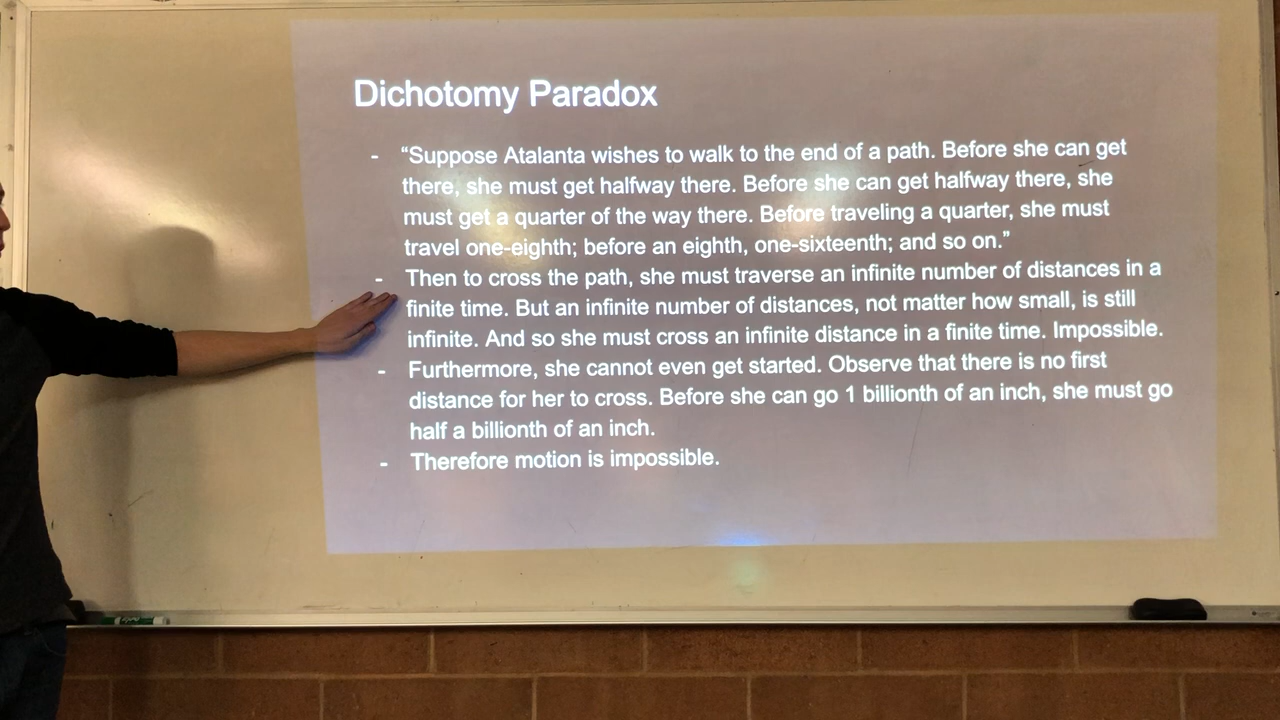 Dichotomy Paradox
- “Suppose Atalanta wishes to walk to the end of a path. Before she can get
there, she must get halfway there. Before she can get halfway there, she
must get a quarter of the way there. Before traveling a quarter, she must
travel one-eighth; before an eighth, one-sixteenth; and so on.”
- Then to cross the path, she must traverse an infinite number of distances in a
finite time. But an infinite number of distances, not matter how small, is still
infinite. And so she must cross an infinite distance in a finite time. Impossible.
- Furthermore, she cannot even get started. Observe that there is no first
distance for her to cross. Before she can go 1 billionth of an inch, she must go
half a billionth of an inch.
- Therefore motion is impossible.